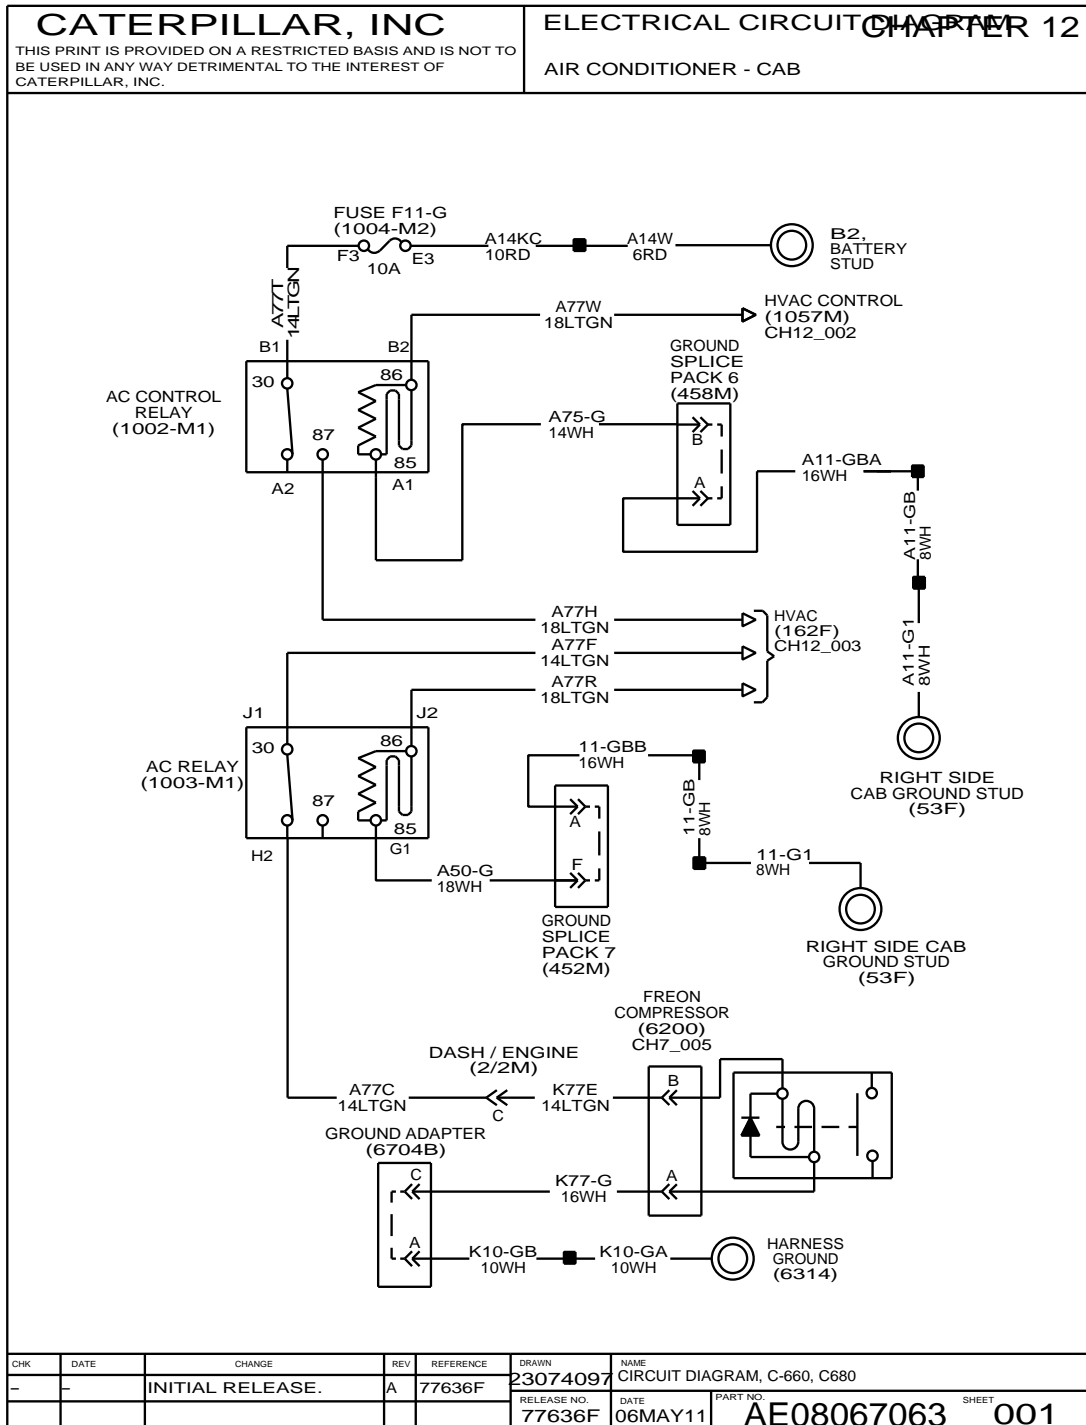 CATERPILLAR, INC
THIS PRINT IS PROVIDED ON A RESTRICTED BASIS AND IS NOT TO
BE USED IN ANY WAY DETRIMENTAL TO THE INTEREST OF
CATERPILLAR, INC.
ELECTRICAL CIRCUIT DIAGRAM
CHAPTER 12
AIR CONDITIONER - CAB
FUSE F11-G
(1004-M2)
F3
E3
10A
A14KC
10RD
A14W
6RD
B2,
BATTERY
STUD
A77T
14LTGN
A77W
18LTGN
HVAC CONTROL
(1057M)
CH12_002
B1
B2
AC CONTROL
RELAY
(1002-M1)
30
86
87
85
A2
A1
GROUND
SPLICE
PACK 6
(458M)
A75-G
14WH
B
A
A11-GBA
16WH
A11-GB
8WH
A11-G1
8WH
RIGHT SIDE
CAB GROUND STUD
(53F)
A77H
18LTGN
A77F
14LTGN
A77R
18LTGN
HVAC
(162F)
CH12_003
J1
J2
AC RELAY
(1003-M1)
30
86
87
85
H2
G1
11-GBB
16WH
A
F
11-GB
8WH
11-G1
8WH
A50-G
18WH
GROUND
SPLICE
PACK 7
(452M)
RIGHT SIDE CAB
GROUND STUD
(53F)
FREON
COMPRESSOR
(6200)
CH7_005
DASH / ENGINE
(2/2M)
A77C
14LTGN
C
K77E
14LTGN
B
A
GROUND ADAPTER
(6704B)
C
A
K77-G
16WH
K10-GB
10WH
K10-GA
10WH
HARNESS
GROUND
(6314)
CHK
DATE
CHANGE
REV
REFERENCE
–
–
INITIAL RELEASE.
A
77636F
DRAWN
23074097
NAME
CIRCUIT DIAGRAM, C-660, C680
RELEASE NO.
77636F
DATE
06MAY11
PART NO.
AE08067063
SHEET
001